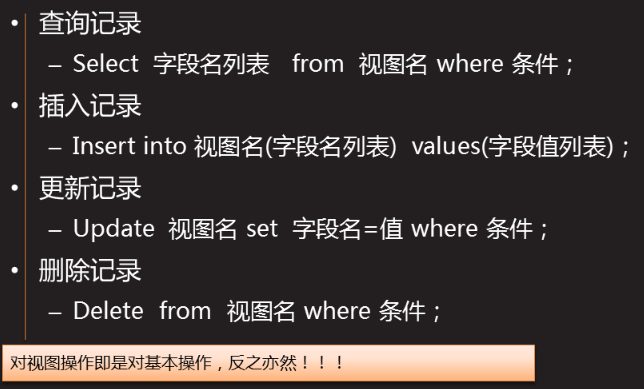 • 查询记录
– Select 字段名列表 from 视图名 where 条件；
• 插入记录
– Insert into 视图名(字段名列表) values(字段值列表)；
• 更新记录
– Update 视图名 set 字段名=值 where 条件；
• 删除记录
– Delete from 视图名 where 条件；
对视图操作即是对基本操作，反之亦然！！！